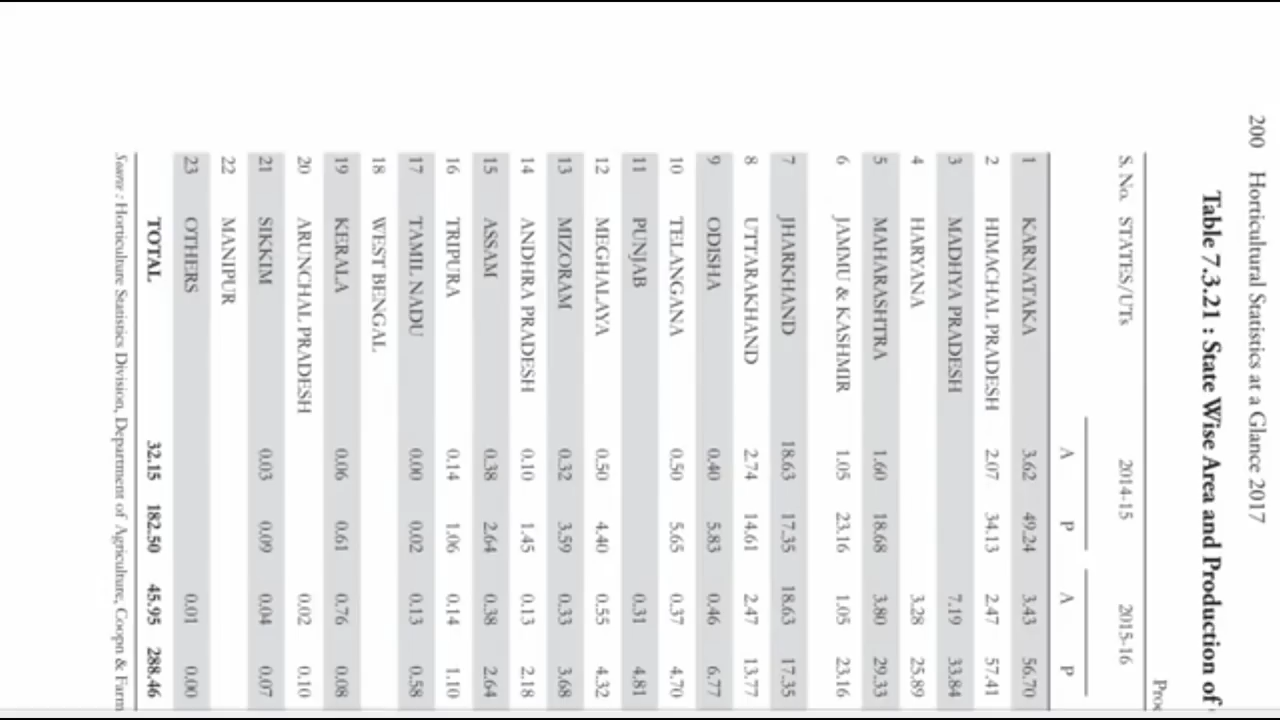 200 Horticultural Statistics at a Glance 2017
Table 7.3.21 : State Wise Area and Production of
Proc
S. No. STATES/UTs 2014-15 2015-16
A P A P
1 KARNATAKA 3.62 49.24 3.43 56.70
2 HIMACHAL PRADESH 2.07 34.13 2.47 57.41
3 MADHYA PRADESH 7.19 33.84
4 HARYANA 3.28 25.89
5 MAHARASHTRA 1.60 18.68 3.80 29.33
6 JAMMU & KASHMIR 1.05 23.16 1.05 23.16
7 JHARKHAND 18.63 17.35 18.63 17.35
8 UTTARAKHAND 2.74 14.61 2.47 13.77
9 ODISHA 0.40 5.83 0.46 6.77
10 TELANGANA 0.50 5.65 0.37 4.70
11 PUNJAB 0.31 4.81
12 MEGHALAYA 0.50 4.40 0.55 4.32
13 MIZORAM 0.32 3.59 0.33 3.68
14 ANDHRA PRADESH 0.10 1.45 0.13 2.18
15 ASSAM 0.38 2.64 0.38 2.64
16 TRIPURA 0.14 1.06 0.14 1.10
17 TAMIL NADU 0.00 0.02 0.13 0.58
18 WEST BENGAL
19 KERALA 0.06 0.61 0.76 0.08
20 ARUNCHAL PRADESH 0.02 0.10
21 SIKKIM 0.03 0.09 0.04 0.07
22 MANIPUR
23 OTHERS 0.01 0.00
TOTAL 32.15 182.50 45.95 288.46
Source : Horticulture Statistics Division, Department of Agriculture, Coopn & Farm